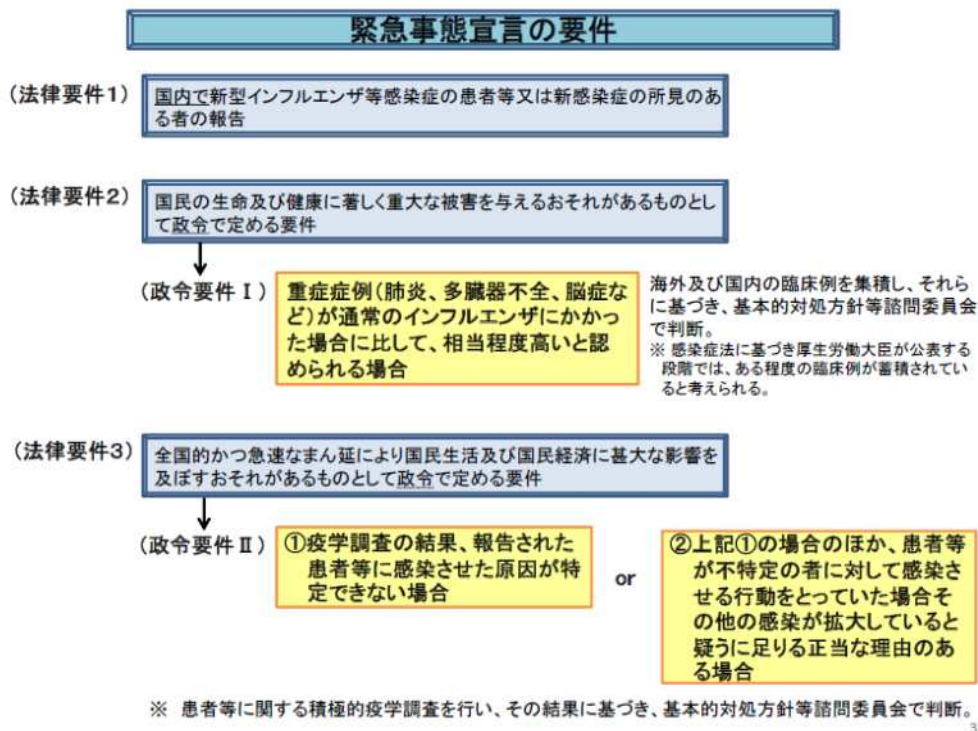 緊急事態宣言の要件
(法律要件1)
国内で新型インフルエンザ等感染症の患者等又は新感染症の所見のあ
る者の報告
(法律要件2)
国民の生命及び健康に著しく重大な被害を与えるおそれがあるものとし
て政令で定める要件
(政令要件Ⅰ)
重症症例(肺炎、多臓器不全、脳症な
ど)が通常のインフルエンザにかかっ
た場合に比して、相当程度高いと認
められる場合
海外及び国内の臨床例を集積し、それら
に基づき、基本的対処方針等諮問委員会
で判断。
※ 感染症法に基づき厚生労働大臣が公表する
段階では、ある程度の臨床例が蓄積されてい
ると考えられる。
(法律要件3)
全国的かつ急速なまん延により国民生活及び国民経済に甚大な影響を
及ぼすおそれがあるものとして政令で定める要件
(政令要件Ⅱ)
①疫学調査の結果、報告された
患者等に感染させた原因が特
定できない場合
or
②上記①の場合のほか、患者等
が不特定の者に対して感染さ
せる行動をとっていた場合そ
の他の感染が拡大していると
疑うに足りる正当な理由のあ
る場合
※ 患者等に関する積極的疫学調査を行い、その結果に基づき、基本的対処方針等諮問委員会で判断。
3